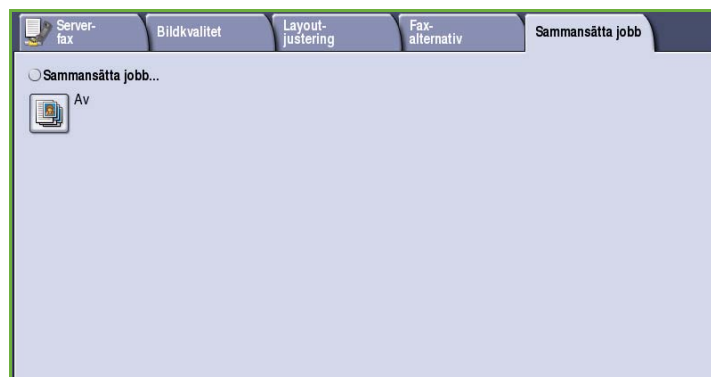 Server-
fax
Bildkvalitet
Layout-
justering
Fax-
alternativ
Sammansätta jobb
Sammansätta jobb...
Av